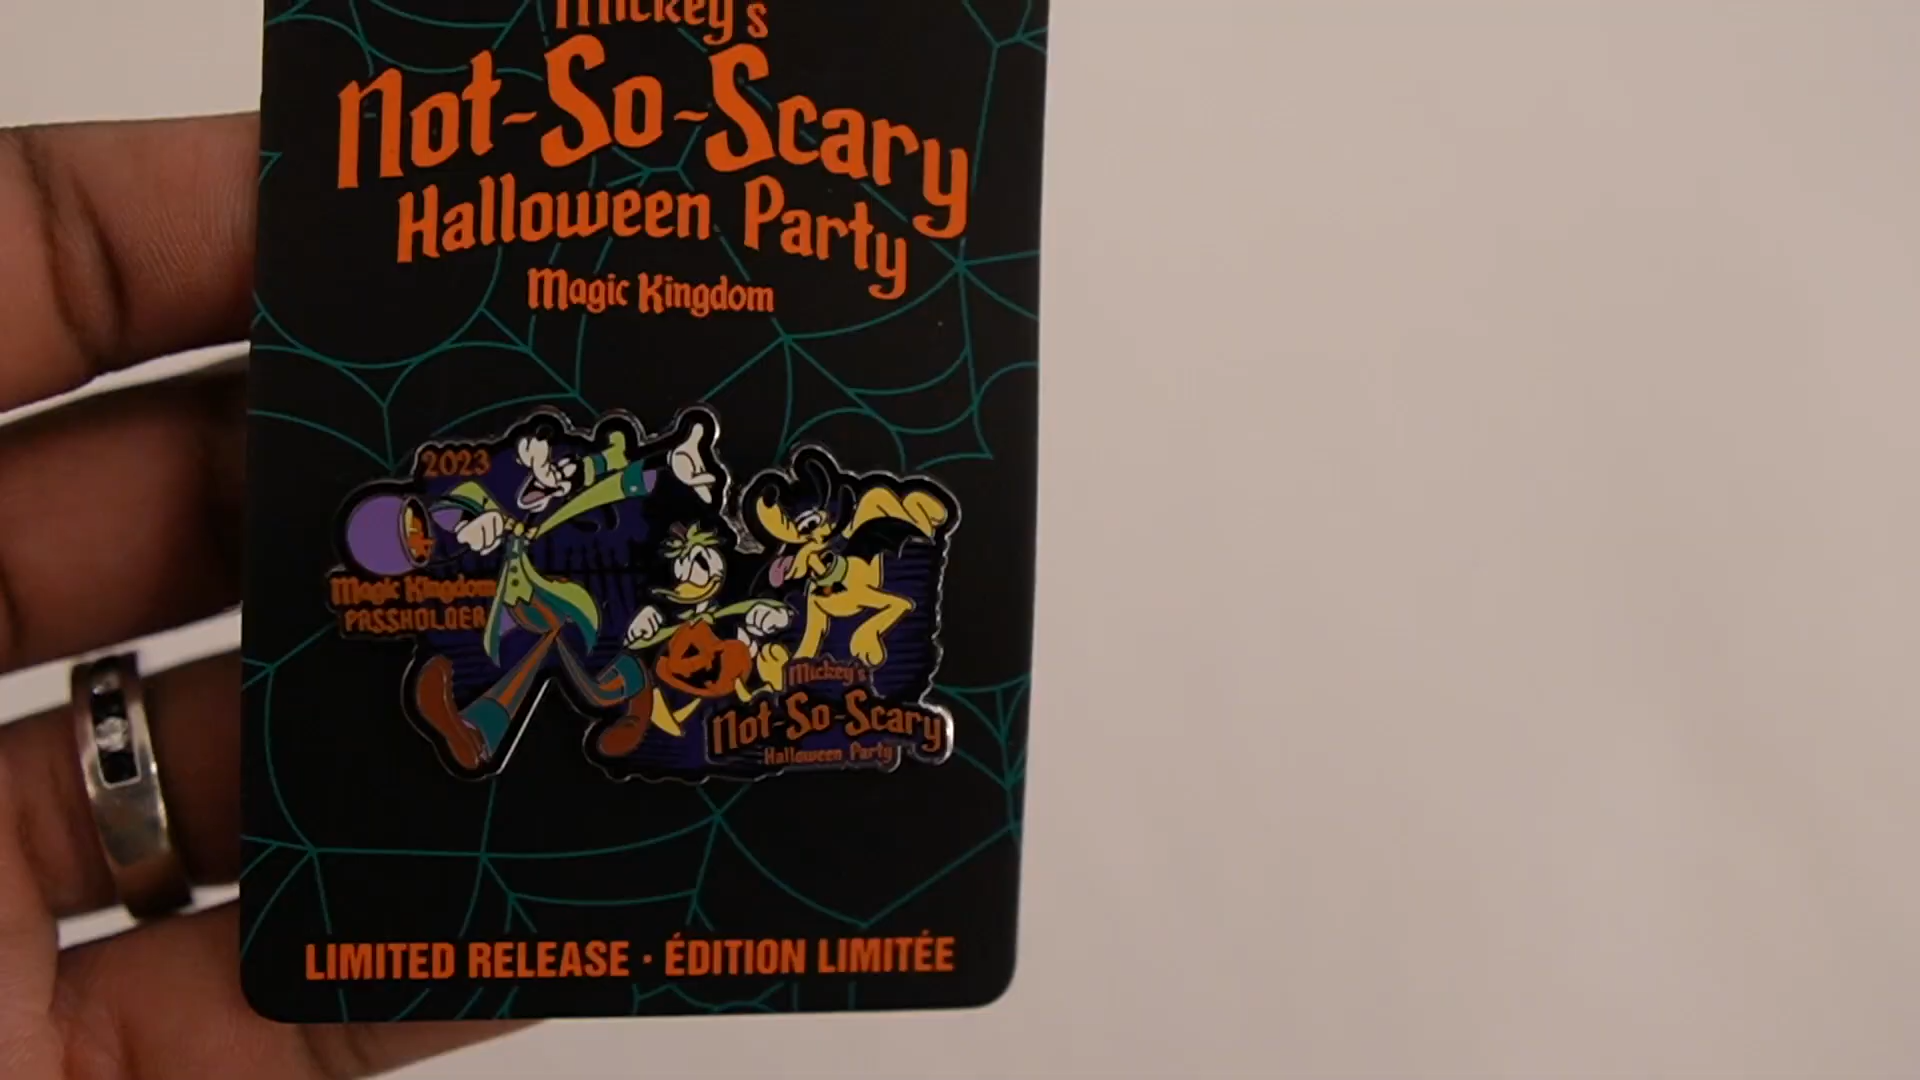 Mickey's
Not-So-Scary
Halloween Party
Magic Kingdom
2023
Magic Kingdom
PASSHOLDER
Mickey's
Not-So-Scary
Halloween Party
LIMITED RELEASE · ÉDITION LIMITÉE